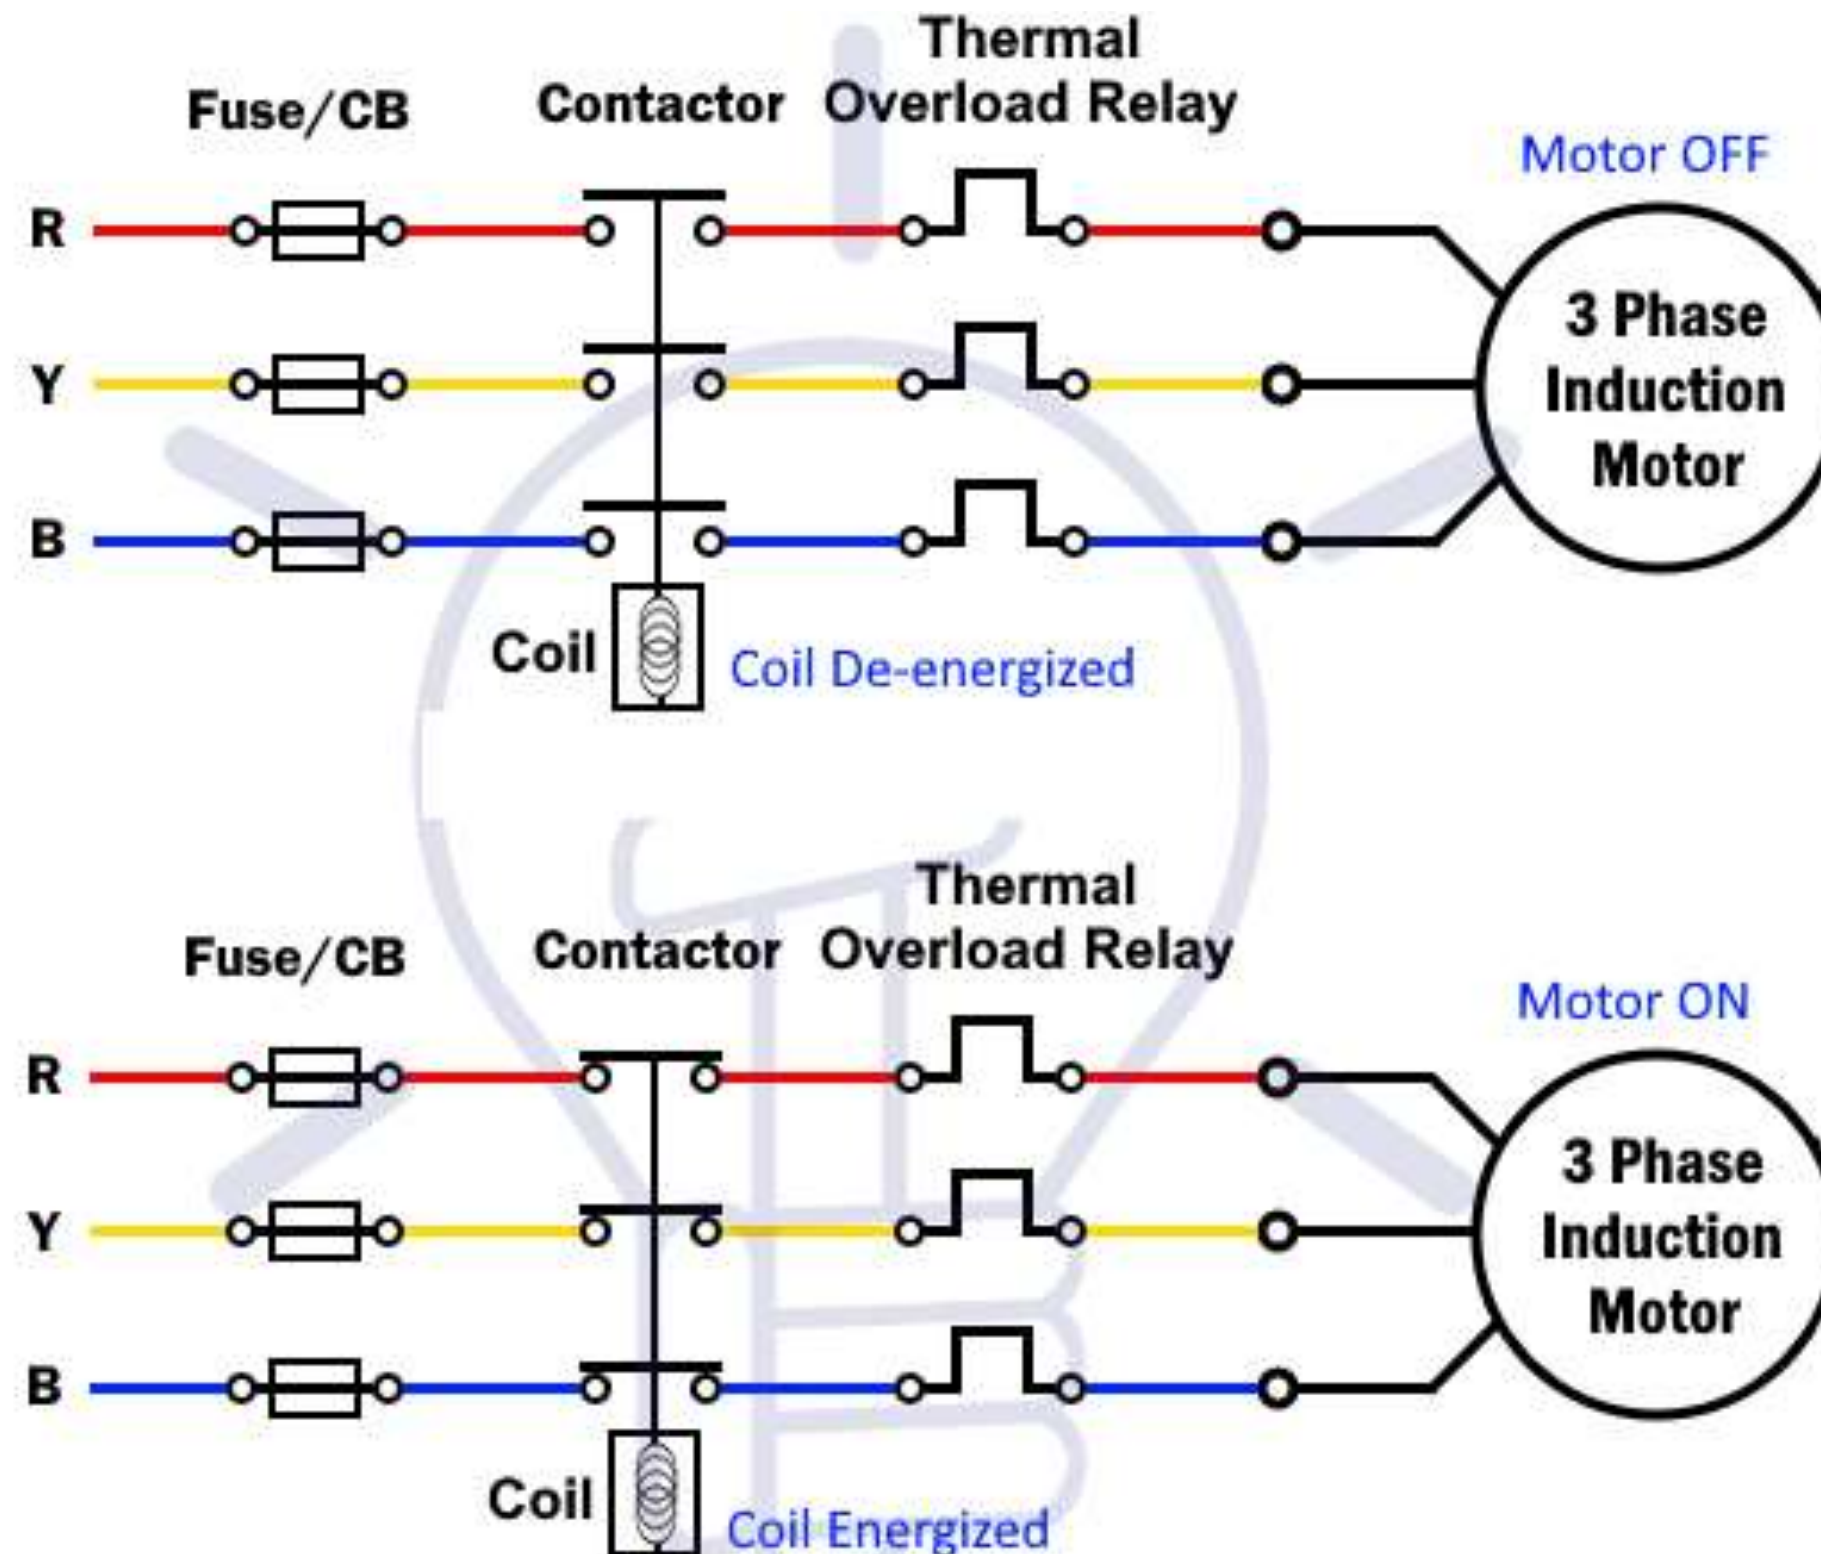 Thermal
Fuse/CB Contactor Overload Relay
Motor OFF
R
3 Phase
Y
Induction
Motor
B
Coil Coil De-energized
Thermal
Fuse/CB Contactor Overload Relay
Motor ON
R
3 Phase
Y
Induction
Motor
B
Coil Coil Energized